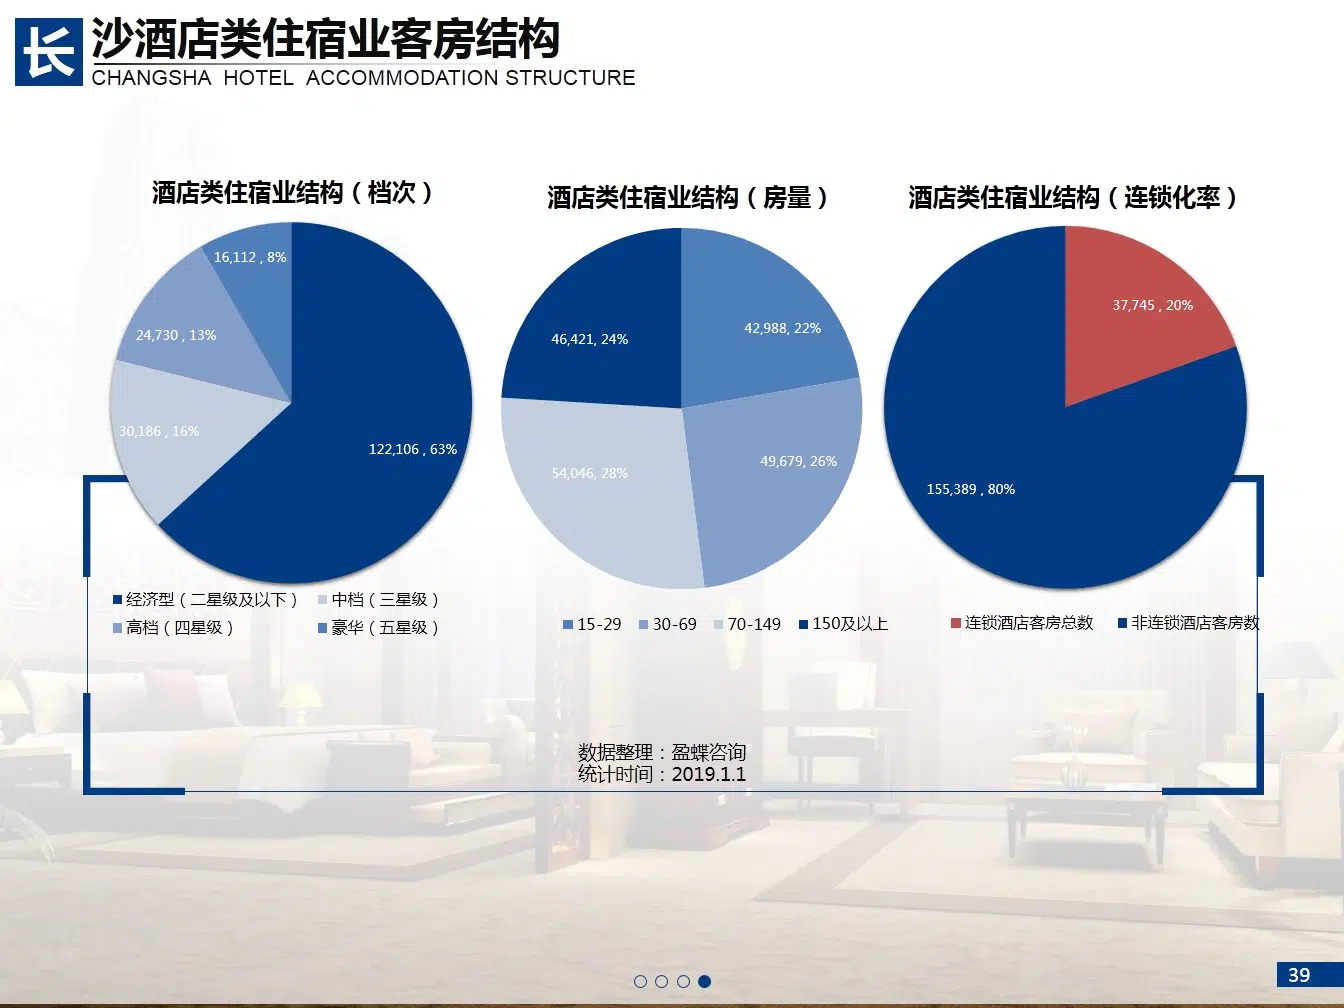 长沙酒店类住宿业客房结构
CHANGSHA HOTEL ACCOMMODATION STRUCTURE
酒店类住宿业结构（档次）
16,112 , 8%
24,730 , 13%
30,186 , 16%
122,106 , 63%
经济型（二星级及以下）
中档（三星级）
高档（四星级）
豪华（五星级）
酒店类住宿业结构（房量）
46,421, 24%
42,988, 22%
54,046, 28%
49,679, 26%
15-29
30-69
70-149
150及以上
酒店类住宿业结构（连锁化率）
37,745 , 20%
155,389 , 80%
连锁酒店客房总数
非连锁酒店客房数
数据整理：盈蝶咨询
统计时间：2019.1.1
39